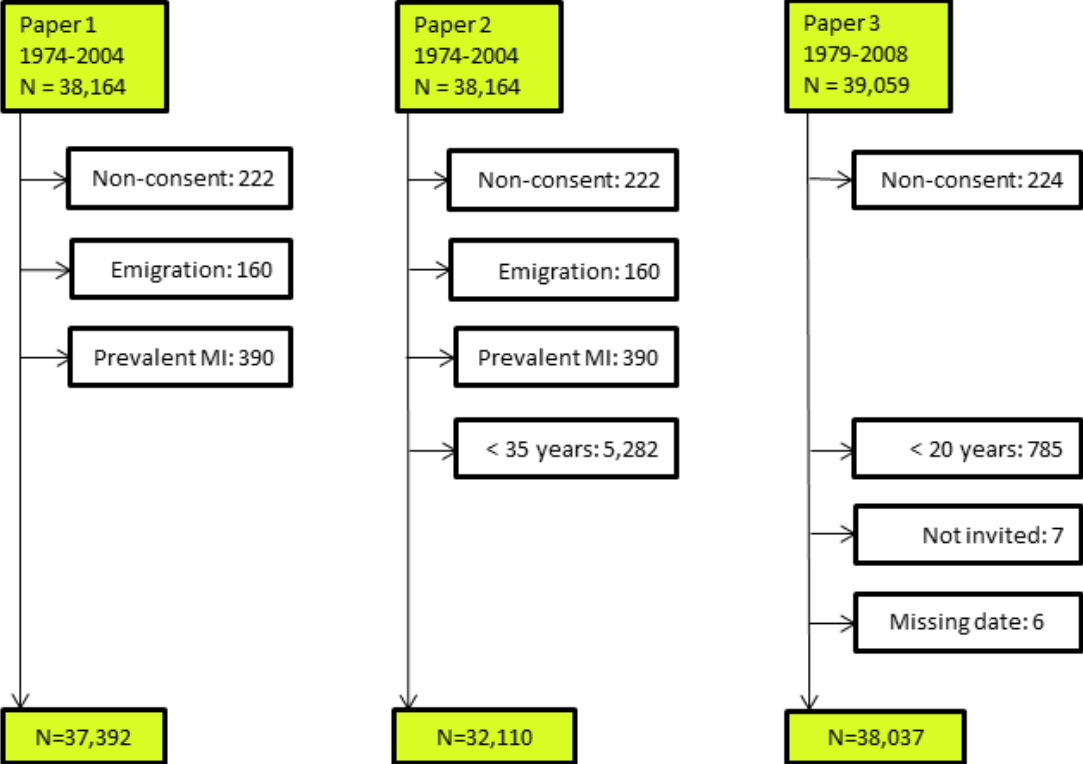 Paper 1
1974-2004
N = 38,164
Non-consent: 222
Emigration: 160
Prevalent MI: 390
N=37,392
Paper 2
1974-2004
N = 38,164
Non-consent: 222
Emigration: 160
Prevalent MI: 390
< 35 years: 5,282
N=32,110
Paper 3
1979-2008
N = 39,059
Non-consent: 224
< 20 years: 785
Not invited: 7
Missing date: 6
N=38,037